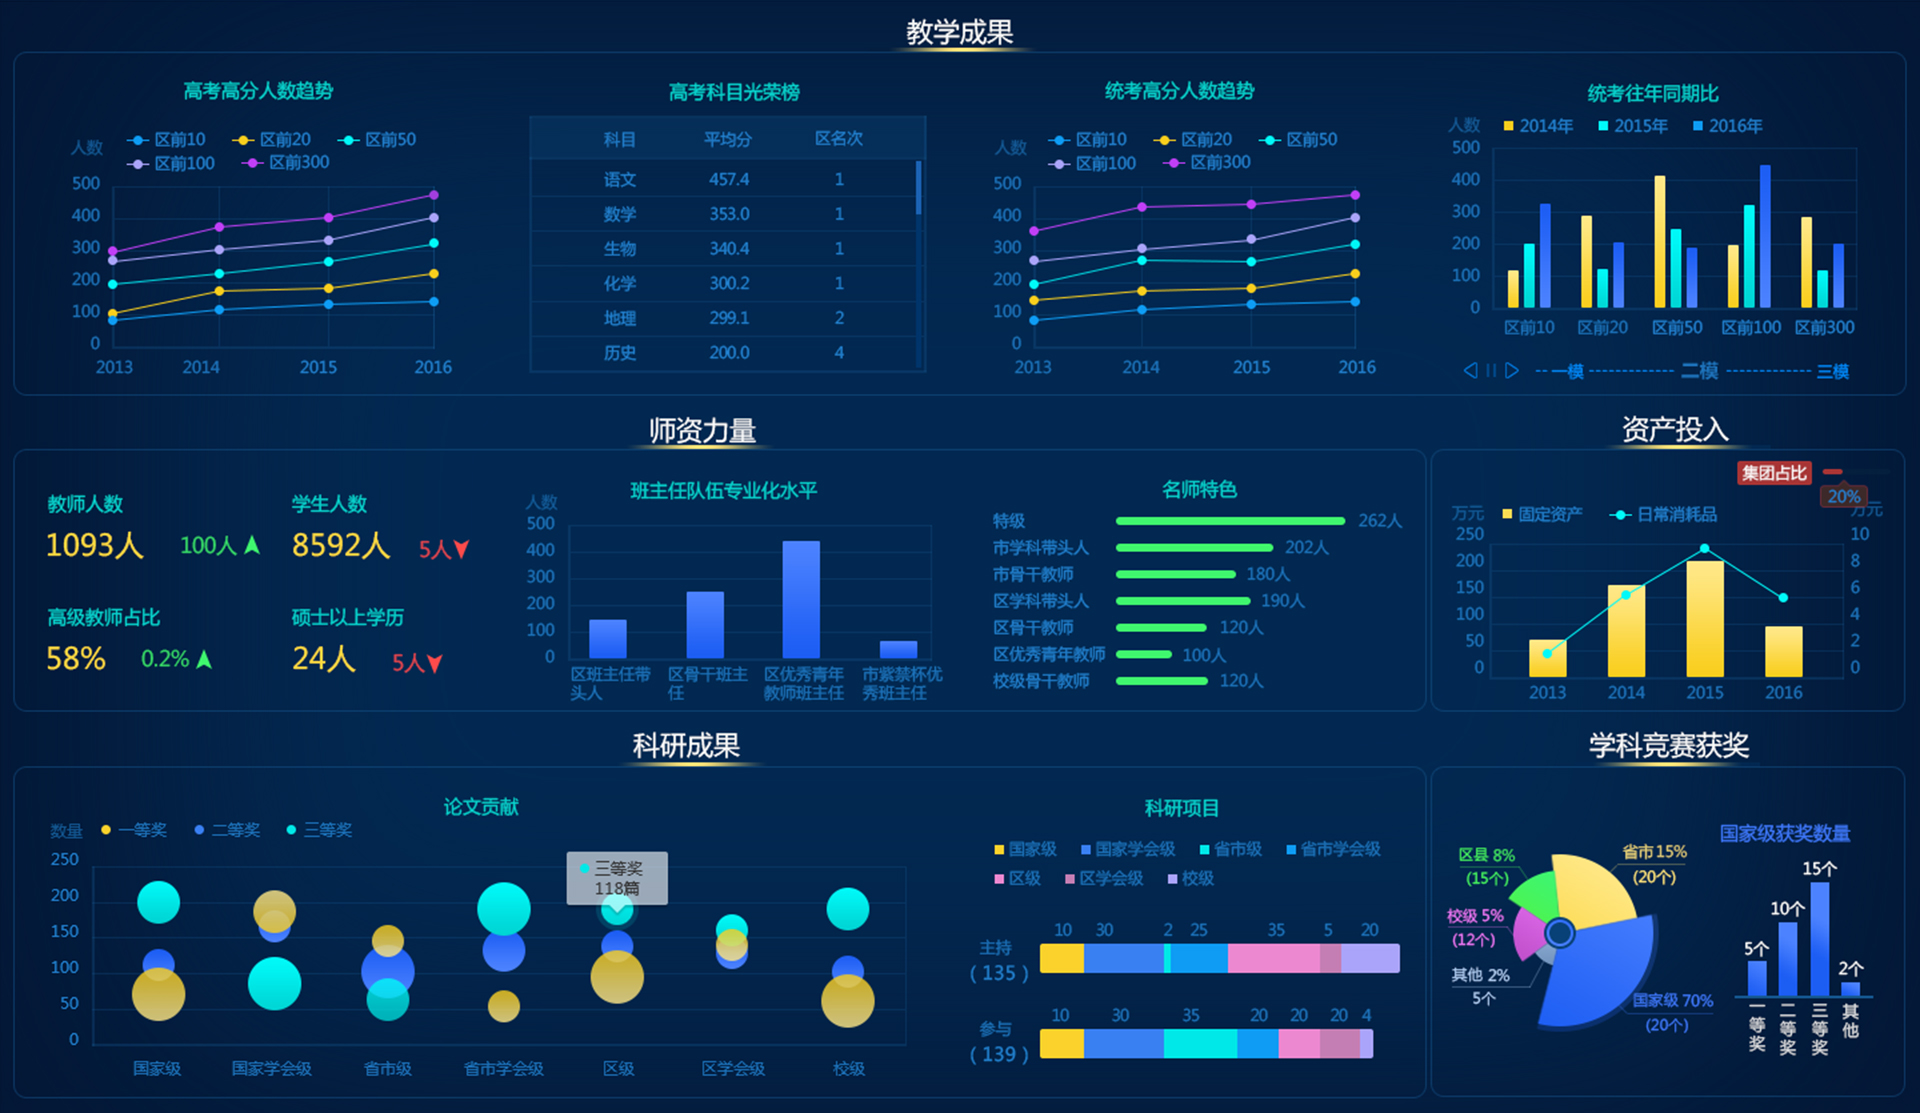 教学成果
高考高分人数趋势
人数
区前10 区前20 区前50
区前100 区前300
500
400
300
200
100
0
2013 2014 2015 2016
高考科目光荣榜
科目 平均分 区名次
语文 457.4 1
数学 353.0 1
生物 340.4 1
化学 300.2 1
地理 299.1 2
历史 200.0 4
统考高分人数趋势
人数
区前10 区前20 区前50
区前100 区前300
500
400
300
200
100
0
2013 2014 2015 2016
统考往年同期比
人数 2014年 2015年 2016年
500
400
300
200
100
0
区前10 区前20 区前50 区前100 区前300
一模 二模 三模
师资力量
教师人数
1093人 100人
学生人数
8592人 5人
高级教师占比
58% 0.2%
硕士以上学历
24人 5人
班主任队伍专业化水平
人数
500
400
300
200
100
0
区班主任带
头人
区骨干班主
任
区优秀青年
教师班主任
市紫禁杯优
秀班主任
名师特色
特级 262人
市学科带头人 202人
市骨干教师 180人
区学科带头人 190人
区骨干教师 120人
区优秀青年教师 100人
校级骨干教师 120人
资产投入
集团占比
20%
万元 固定资产 日常消耗品 万元
250 10
200 8
150 6
100 4
50 2
0 0
2013 2014 2015 2016
科研成果
论文贡献
数量 一等奖 二等奖 三等奖
250
200
150
100
50
0
三等奖
118篇
国家级 国家学会级 省市级 省市学会级 区级 区学会级 校级
科研项目
国家级 国家学会级 省市级 省市学会级
区级 区学会级 校级
10 30 2 25 35 5 20
主持
(135)
10 30 35 20 20 20 4
参与
(139)
学科竞赛获奖
区县 8%
(15个)
省市 15%
(20个)
校级 5%
(12个)
其他 2%
5个
国家级 70%
(20个)
国家级获奖数量
5个 10个 15个 2个
一等奖
二等奖
三等奖
其他